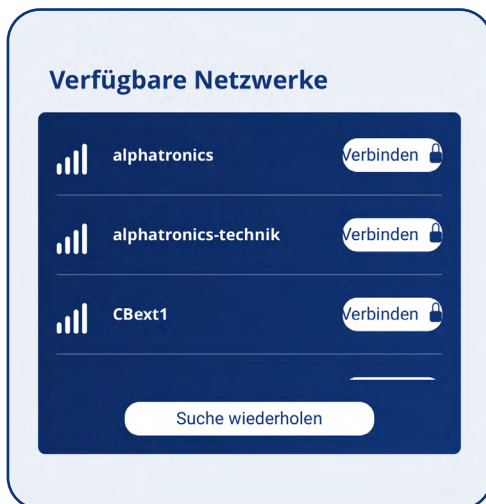 Verfügbare Netzwerke
alphatronics Verbinden
alphatronics-technik Verbinden
CBext1 Verbinden
Suche wiederholen